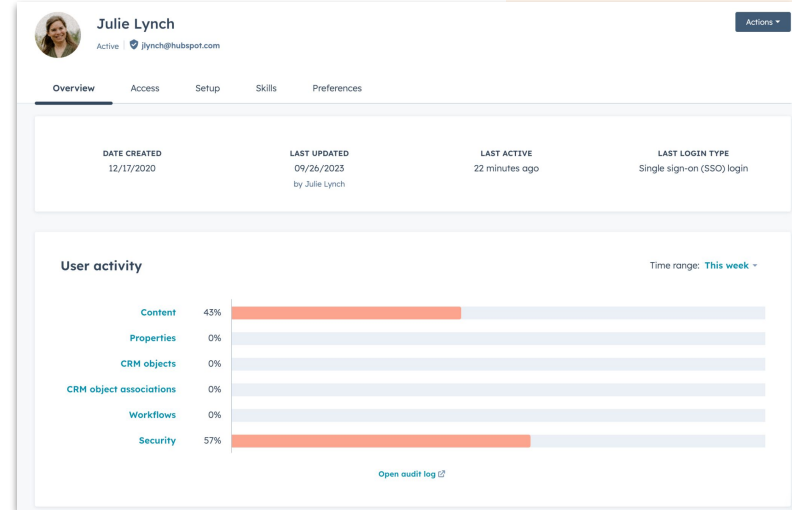 Julie Lynch
Actions
Active jlynch@hubspot.com
Overview Access Setup Skills Preferences
DATE CREATED LAST UPDATED LAST ACTIVE LAST LOGIN TYPE
12/17/2020 09/26/2023 22 minutes ago Single sign-on (SSO) login
by Julie Lynch
User activity Time range: This week
Content 43%
Properties 0%
CRM objects 0%
CRM object associations 0%
Workflows 0%
Security 57%
Open audit log